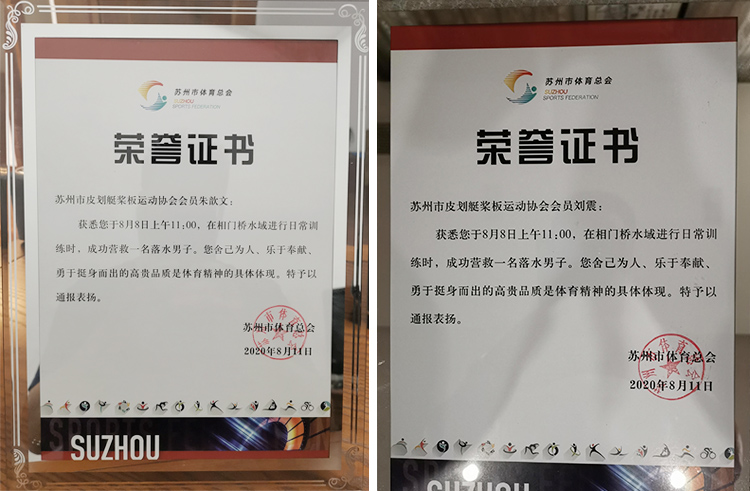 苏州市体育总会
SUZHOU
SPORTS FEDERATION
荣誉证书
苏州市皮划艇桨板运动协会会员朱歆文：
获悉您于8月8日上午11:00，在相门桥水域进行日常训
练时，成功营救一名落水男子。您舍己为人、乐于奉献、
勇于挺身而出的高贵品质是体育精神的具体体现。特予以
通报表扬。
苏州市体育总会
2020年8月11日
SUZHOU
苏州市体育总会
SUZHOU
SPORTS FEDERATION
荣誉证书
苏州市皮划艇桨板运动协会会员刘震：
获悉您于8月8日上午11:00，在相门桥水域进行日常训
练时，成功营救一名落水男子。您舍己为人、乐于奉献、
勇于挺身而出的高贵品质是体育精神的具体体现。特予以
通报表扬。
苏州市体育总会
2020年8月11日
SUZHOU